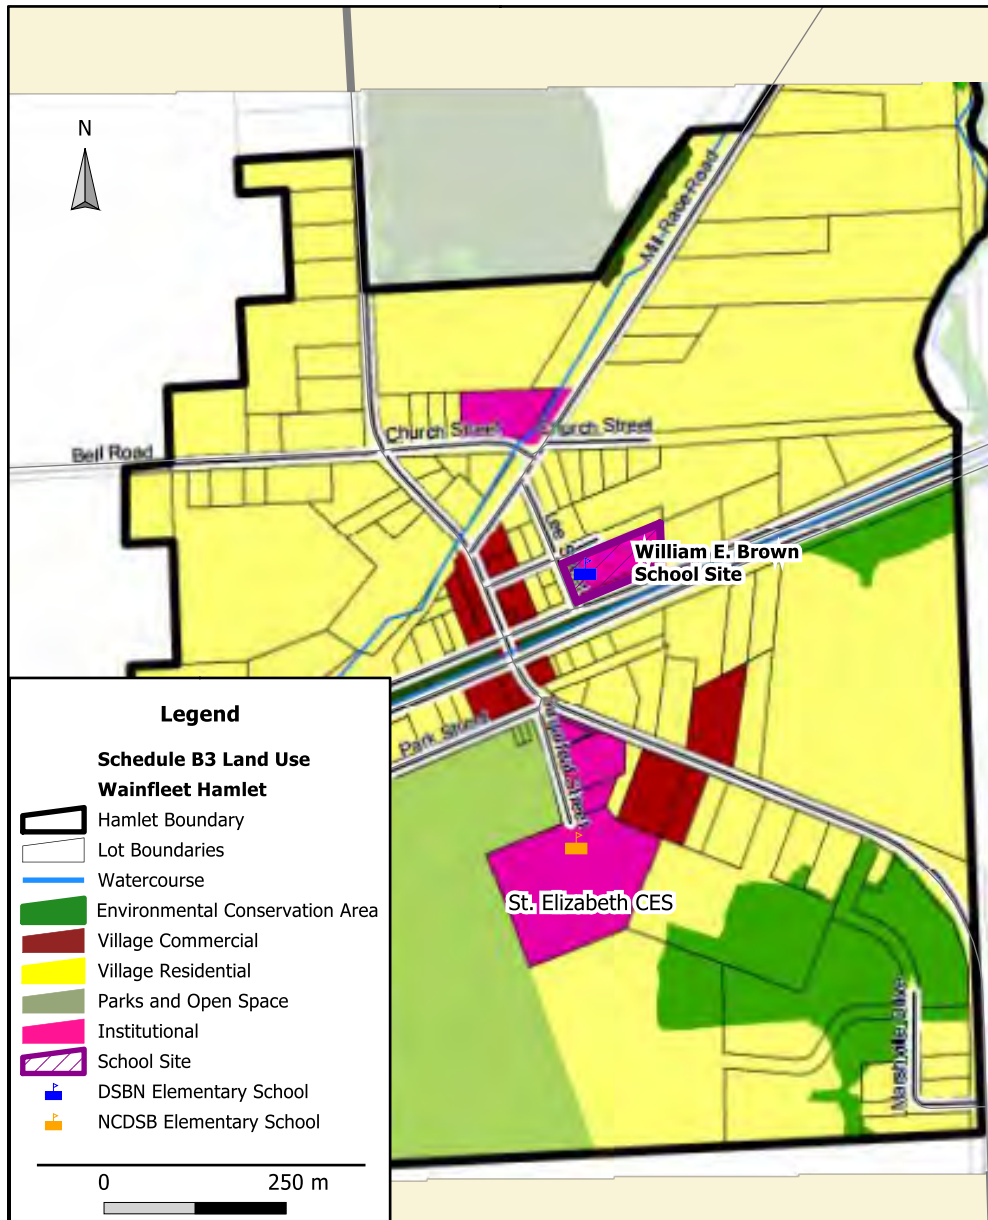 N
Mill Race Road
Church Street
Church Street
Bell Road
William E. Brown
School Site
Park Street
St. Elizabeth CES
Marshville Drive
Legend
Schedule B3 Land Use
Wainfleet Hamlet
Hamlet Boundary
Lot Boundaries
Watercourse
Environmental Conservation Area
Village Commercial
Village Residential
Parks and Open Space
Institutional
School Site
DSBN Elementary School
NCDSB Elementary School
0 250 m